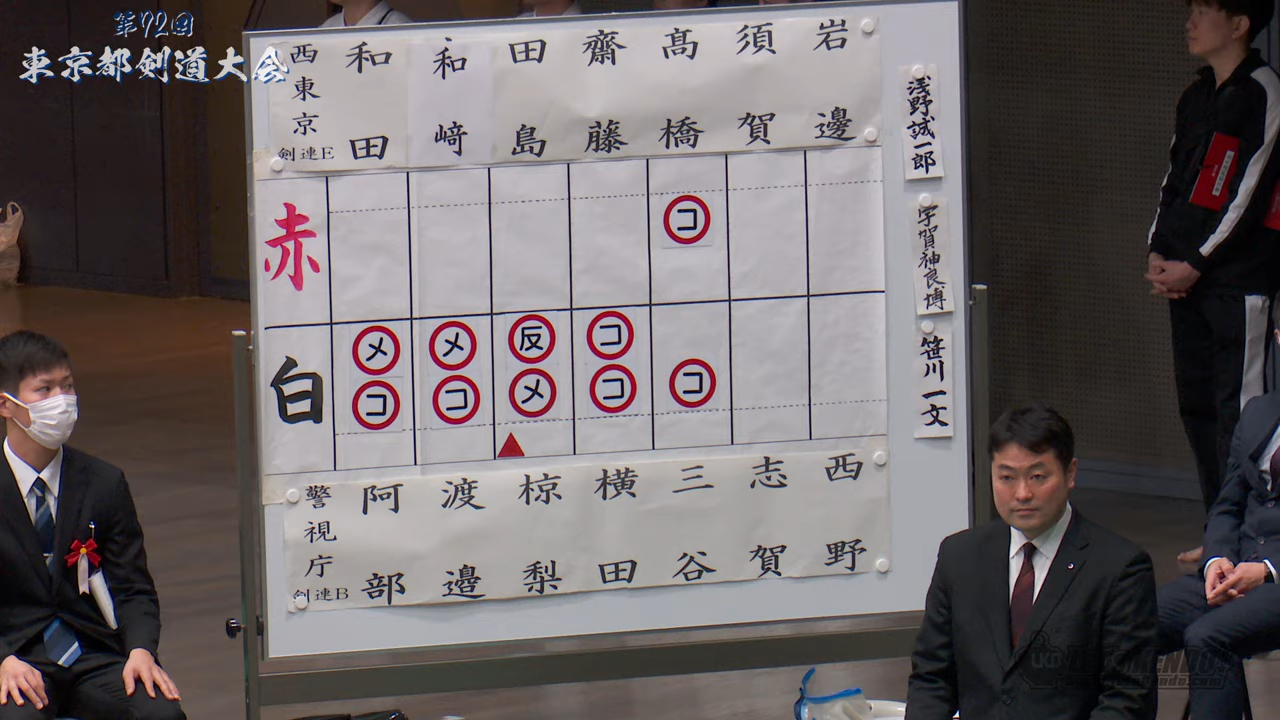 第72回
東京都剣道大会
西東京
剣連E
和田
和﨑
田島
齋藤
髙橋
須賀
岩邊
浅野誠一郎
宇賀神良博
笹川一文
赤
コ
白
メ メ 反 コ
コ コ メ コ コ
警視庁
剣連B
阿部
渡邉
椋梨
横田
三谷
志賀
西野